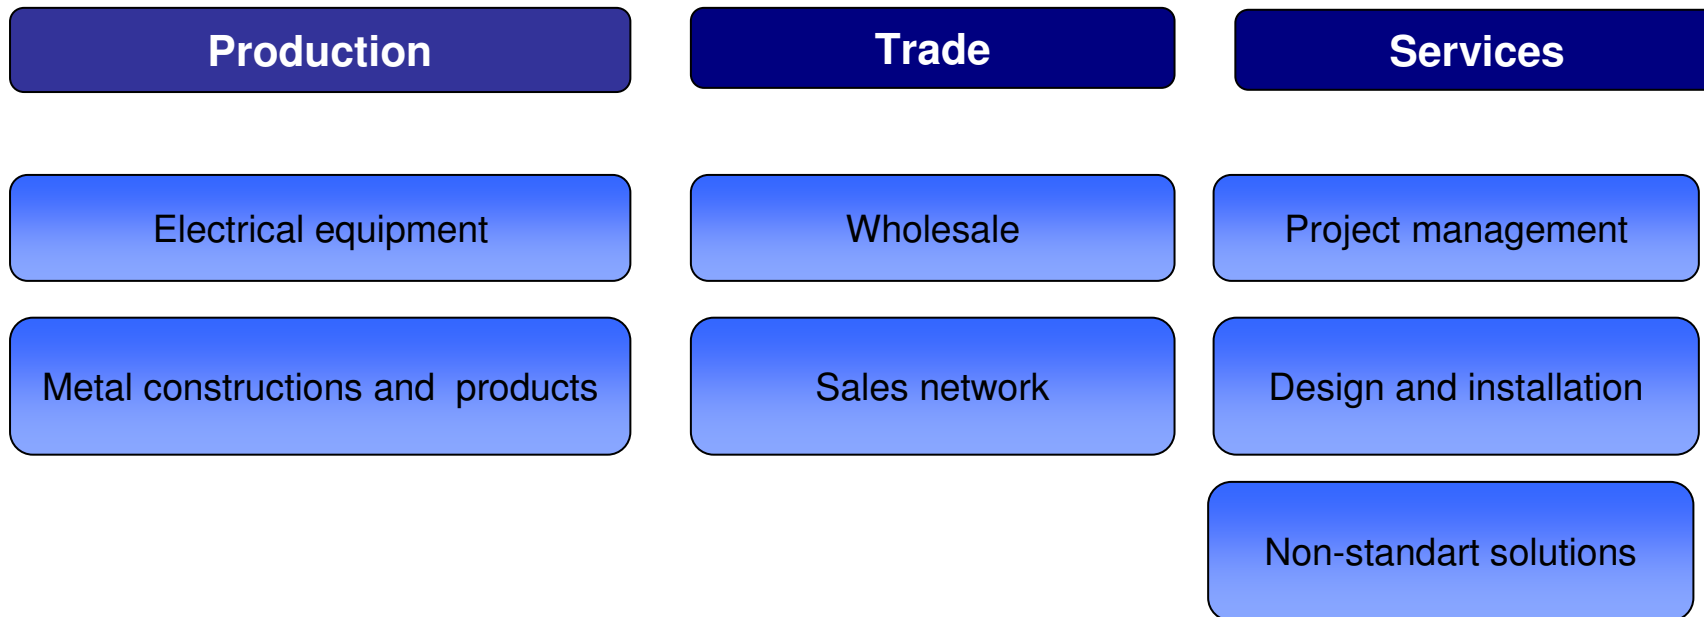 Production
Trade
Services
Electrical equipment
Wholesale
Project management
Metal constructions and  products
Sales network
Design and installation
Non-standart solutions